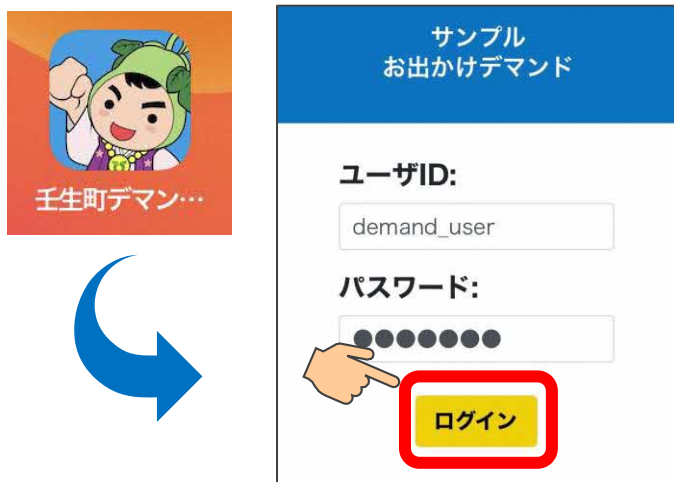 壬生町デマン…
サンプル
お出かけデマンド
ユーザID:
demand_user
パスワード:
●●●●●●●
ログイン